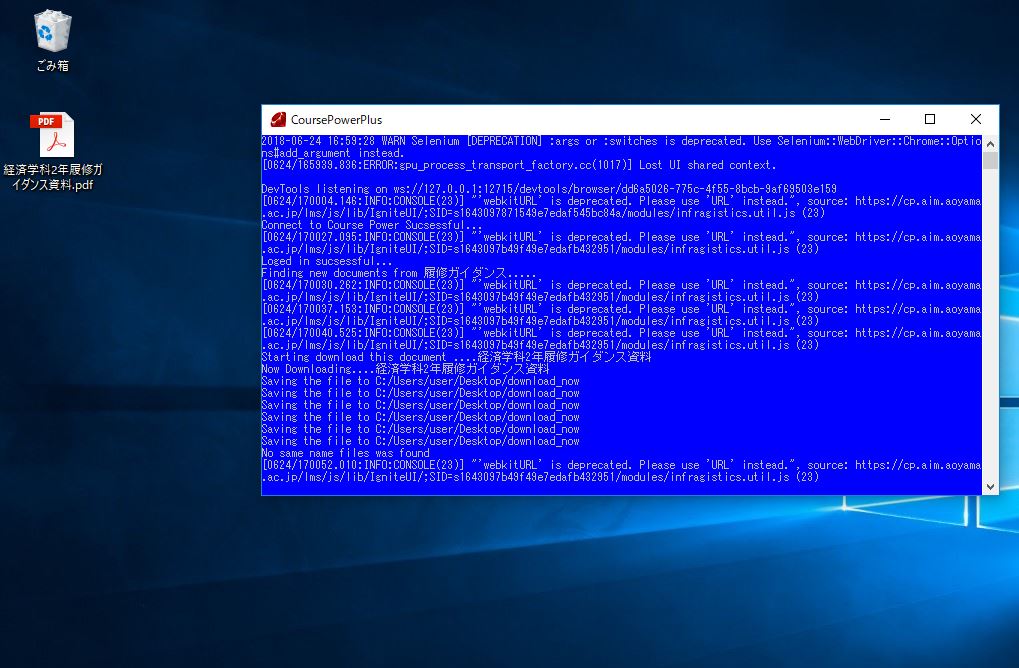 ごみ箱
PDF
経済学科2年履修ガ
イダンス資料.pdf
CoursePowerPlus
2018-06-24 16:59:28 WARN Selenium [DEPRECATION] :args or :switches is deprecated. Use Selenium::WebDriver::Chrome::Optio
ns#add_argument instead.
[0624/165939.836:ERROR:gpu_process_transport_factory.cc(1017)] Lost UI shared context.
DevTools listening on ws://127.0.0.1:12715/devtools/browser/dd6a5026-775c-4f55-8bcb-9af69503e159
[0624/170004.146:INFO:CONSOLE(23)] "'webkitURL' is deprecated. Please use 'URL' instead.", source: https://cp.aim.aoyama
.ac.jp/lms/js/lib/IgniteUI/;SID=s1643097871549e7edaf545bc84a/modules/infragistics.util.js (23)
Connect to Course Power Sucsessful...
[0624/170027.095:INFO:CONSOLE(23)] "'webkitURL' is deprecated. Please use 'URL' instead.", source: https://cp.aim.aoyama
.ac.jp/lms/js/lib/IgniteUI/;SID=s1643097b49f49e7edafb432951/modules/infragistics.util.js (23)
Loged in sucsessful...
Finding new documents from 履修ガイダンス.....
[0624/170030.262:INFO:CONSOLE(23)] "'webkitURL' is deprecated. Please use 'URL' instead.", source: https://cp.aim.aoyama
.ac.jp/lms/js/lib/IgniteUI/;SID=s1643097b49f49e7edafb432951/modules/infragistics.util.js (23)
[0624/170037.153:INFO:CONSOLE(23)] "'webkitURL' is deprecated. Please use 'URL' instead.", source: https://cp.aim.aoyama
.ac.jp/lms/js/lib/IgniteUI/;SID=s1643097b49f49e7edafb432951/modules/infragistics.util.js (23)
[0624/170040.525:INFO:CONSOLE(23)] "'webkitURL' is deprecated. Please use 'URL' instead.", source: https://cp.aim.aoyama
.ac.jp/lms/js/lib/IgniteUI/;SID=s1643097b49f49e7edafb432951/modules/infragistics.util.js (23)
Starting download this document ....経済学科2年履修ガイダンス資料
Now Downloading....経済学科2年履修ガイダンス資料
Saving the file to C:/Users/user/Desktop/download_now
Saving the file to C:/Users/user/Desktop/download_now
Saving the file to C:/Users/user/Desktop/download_now
Saving the file to C:/Users/user/Desktop/download_now
Saving the file to C:/Users/user/Desktop/download_now
Saving the file to C:/Users/user/Desktop/download_now
No same name files was found
[0624/170052.010:INFO:CONSOLE(23)] "'webkitURL' is deprecated. Please use 'URL' instead.", source: https://cp.aim.aoyama
.ac.jp/lms/js/lib/IgniteUI/;SID=s1643097b49f49e7edafb432951/modules/infragistics.util.js (23)